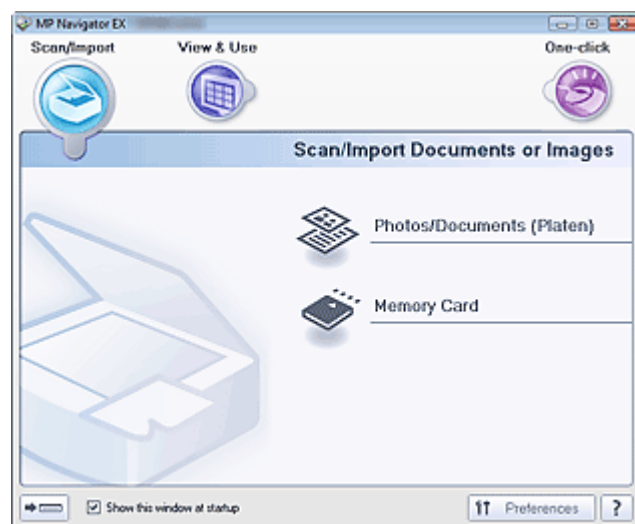 MP Navigator EX
Scan/Import View & Use One-click
Scan/Import Documents or Images
Photos/Documents (Platen)
Memory Card
Show this window at startup Preferences ?